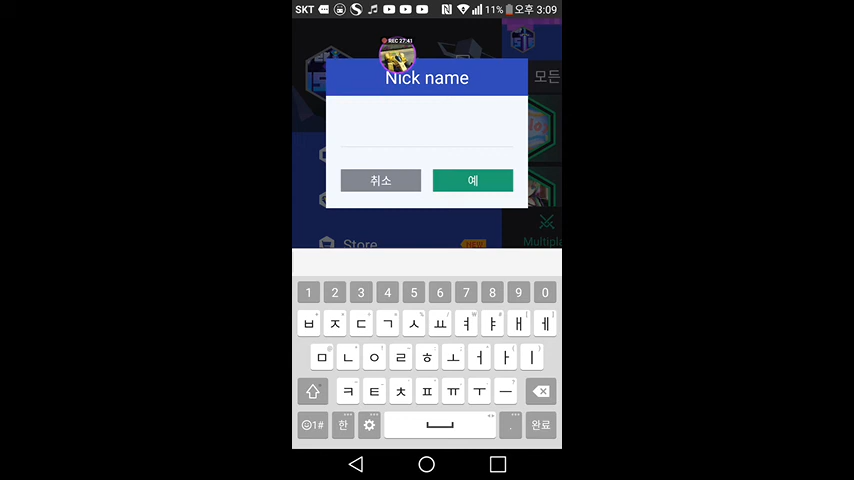 SKT 11% 오후 3:09
REC 27:41
Nick name
모든
취소 예
Store NEW
Multipl
1 2 3 4 5 6 7 8 9 0
ㅂ ㅈ ㄷ ㄱ ㅅ ㅛ ㅕ ㅑ ㅐ ㅔ
ㅁ ㄴ ㅇ ㄹ ㅎ ㅗ ㅓ ㅏ ㅣ
ㅋ ㅌ ㅊ ㅍ ㅠ ㅜ ㅡ
1# 한 . 완료